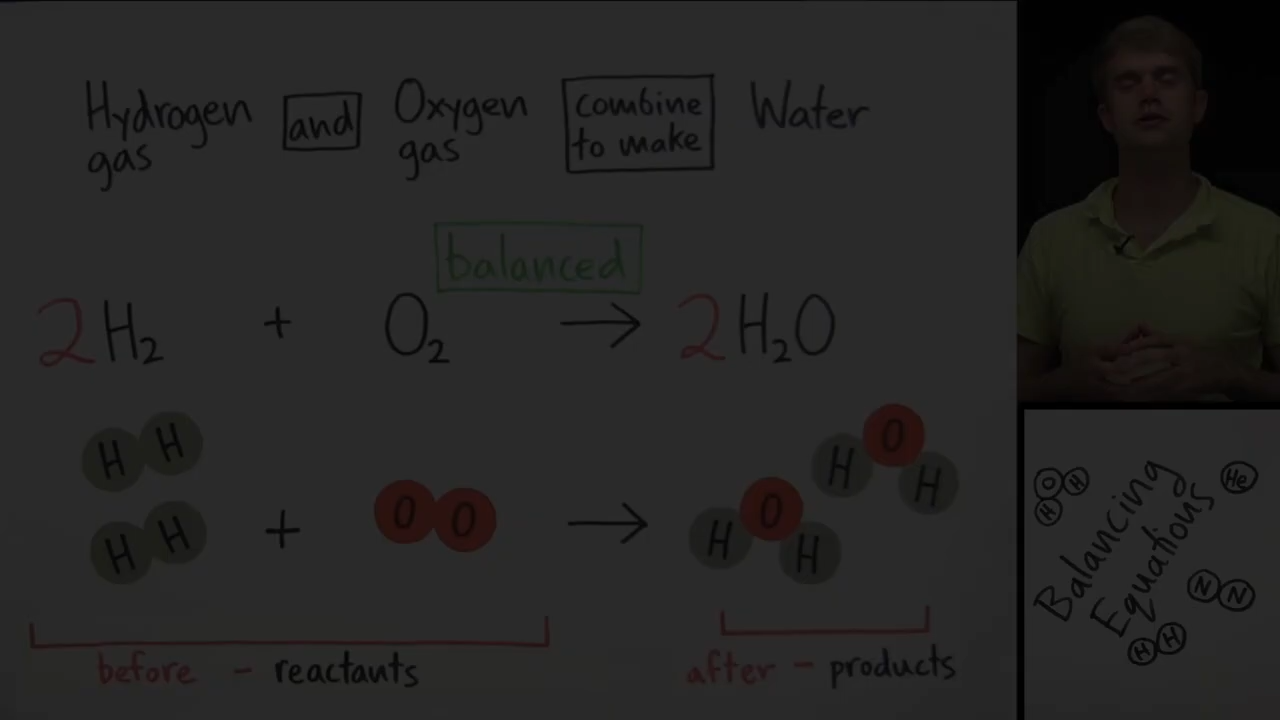 Hydrogen gas and Oxygen gas combine to make Water
balanced
2H₂ + O₂ → 2H₂O
H H
H H
+
O O
→
H O H
H O H
before - reactants
after - products
O H
H
He
Balancing
Equations
N N
H H